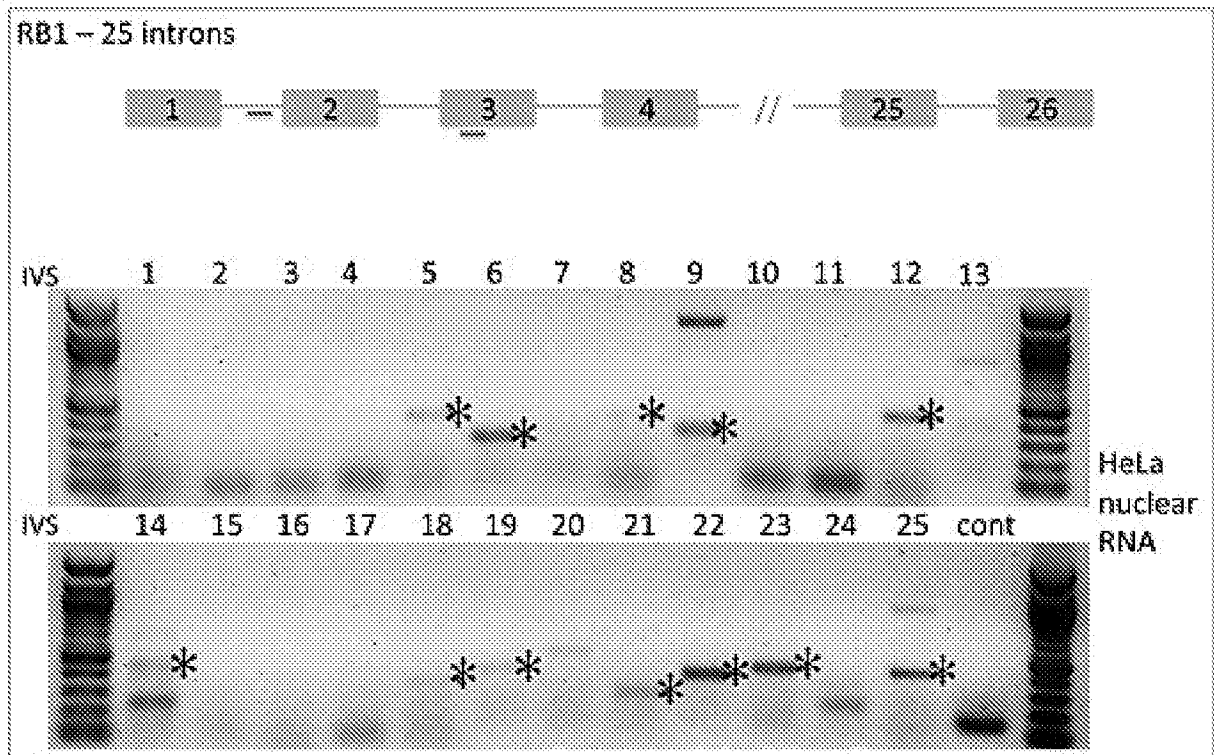 RB1 – 25 introns
1 2 3 4 // 25 26
IVS 1 2 3 4 5 6 7 8 9 10 11 12 13
* * * * *
HeLa
nuclear
RNA
IVS 14 15 16 17 18 19 20 21 22 23 24 25 cont
* * * * * * *